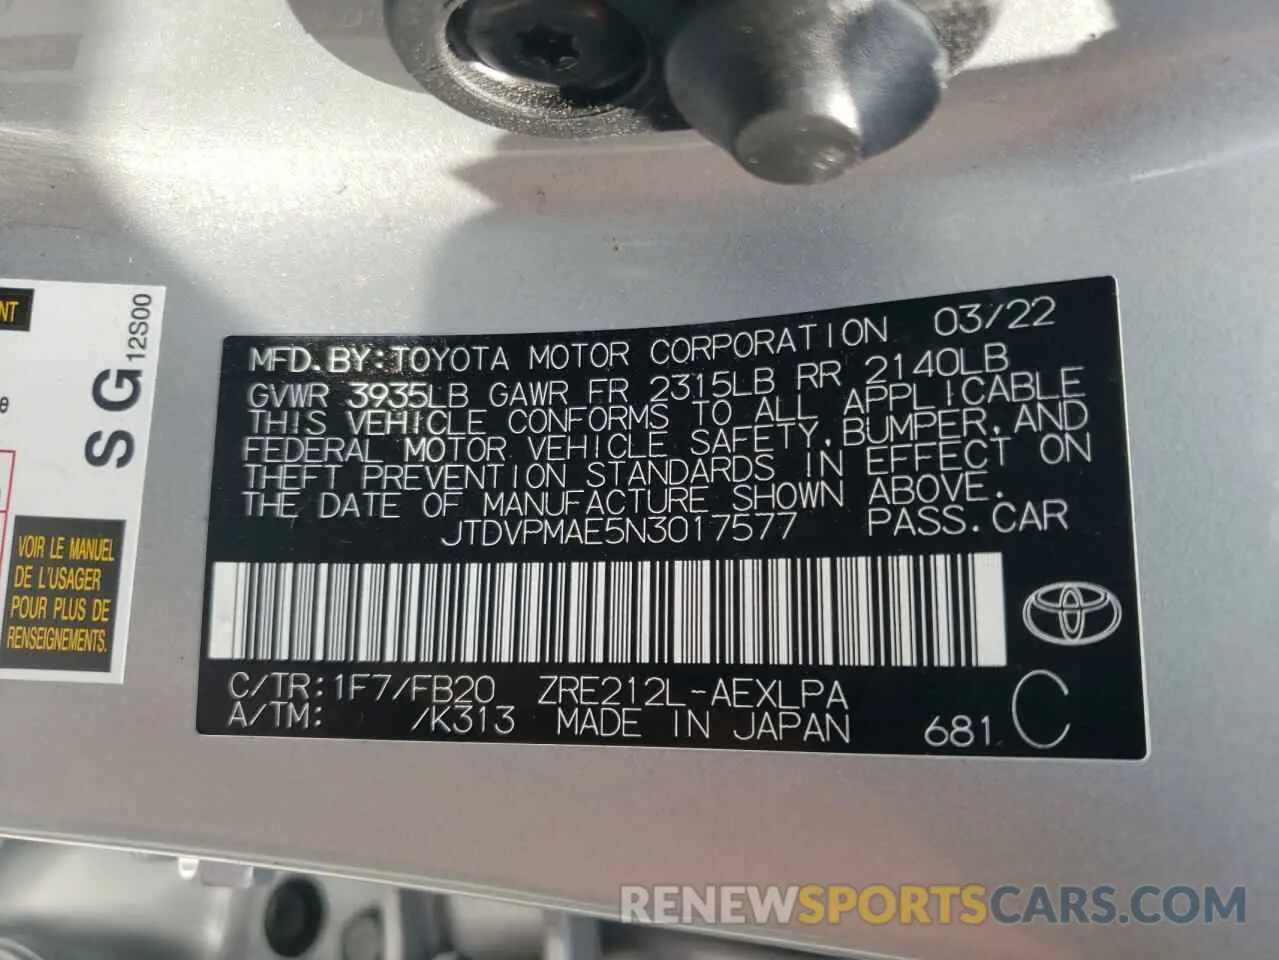 NT
S G 12S00
e
VOIR LE MANUEL
DE L'USAGER
POUR PLUS DE
RENSEIGNEMENTS.
MFD. BY: TOYOTA MOTOR CORPORATION 03/22
GVWR 3935LB GAWR FR 2315LB RR 2140LB
THIS VEHICLE CONFORMS TO ALL APPLICABLE
FEDERAL MOTOR VEHICLE SAFETY, BUMPER, AND
THEFT PREVENTION STANDARDS IN EFFECT ON
THE DATE OF MANUFACTURE SHOWN ABOVE.
JTDVPMAE5N3017577 PASS. CAR
C/TR: 1F7/FB20 ZRE212L-AEXLPA
A/TM: /K313 MADE IN JAPAN 681 C
RENEWSPORTSCARS.COM